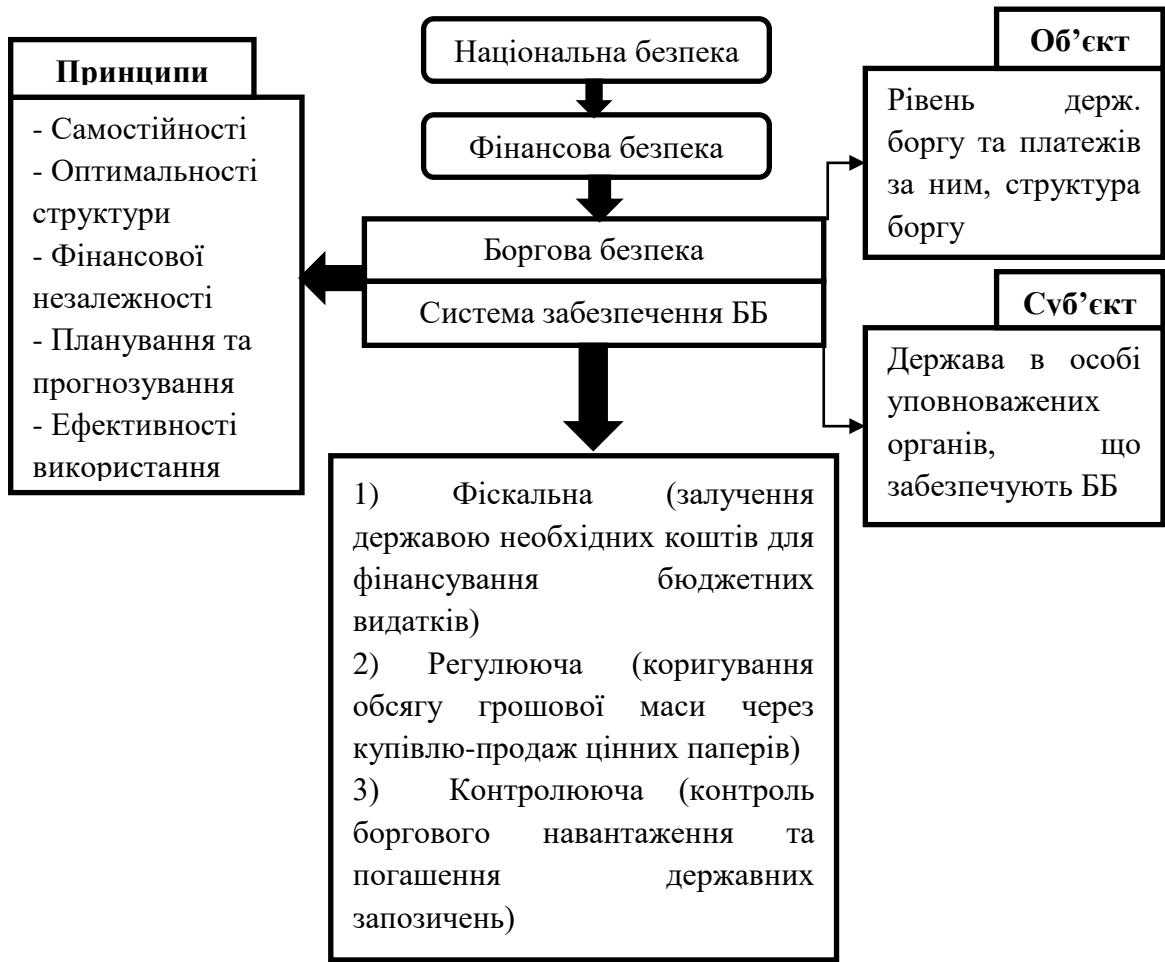 Національна безпека
Фінансова безпека
Боргова безпека
Система забезпечення ББ
Принципи
- Самостійності
- Оптимальності
структури
- Фінансової
незалежності
- Планування та
прогнозування
- Ефективності
використання
Об’єкт
Рівень держ.
боргу та платежів
за ним, структура
боргу
Суб’єкт
Держава в особі
уповноважених
органів, що
забезпечують ББ
1) Фіскальна (залучення
державою необхідних коштів для
фінансування бюджетних
видатків)
2) Регулююча (коригування
обсягу грошової маси через
купівлю-продаж цінних паперів)
3) Контролююча (контроль
боргового навантаження та
погашення державних
запозичень)